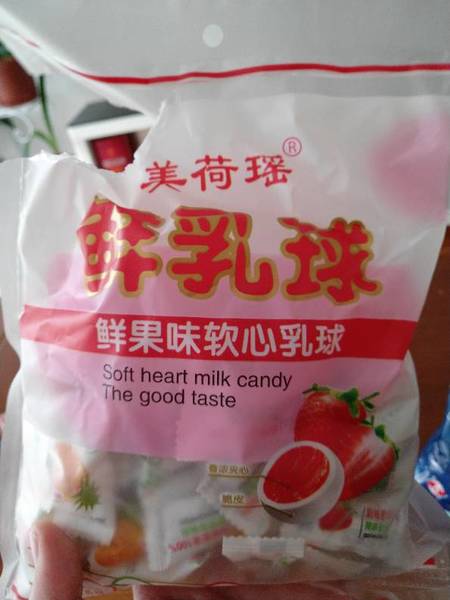 美荷瑶®
鲜乳球
鲜果味软心乳球
Soft heart milk candy
The good taste
香浓夹心
脆皮